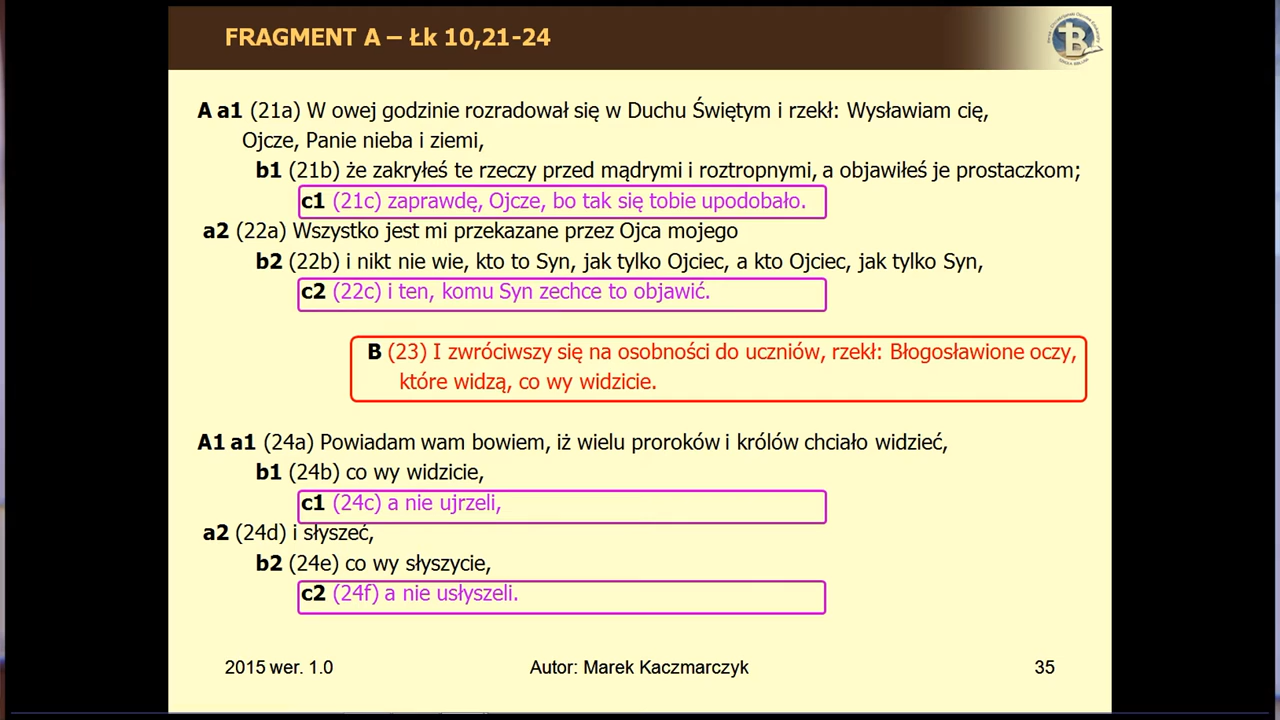 FRAGMENT A – Łk 10,21-24
A a1 (21a) W owej godzinie rozradował się w Duchu Świętym i rzekł: Wysławiam cię,
Ojcze, Panie nieba i ziemi,
b1 (21b) że zakryłeś te rzeczy przed mądrymi i roztropnymi, a objawiłeś je prostaczkom;
c1 (21c) zaprawdę, Ojcze, bo tak się tobie upodobało.
a2 (22a) Wszystko jest mi przekazane przez Ojca mojego
b2 (22b) i nikt nie wie, kto to Syn, jak tylko Ojciec, a kto Ojciec, jak tylko Syn,
c2 (22c) i ten, komu Syn zechce to objawić.
B (23) I zwróciwszy się na osobności do uczniów, rzekł: Błogosławione oczy,
które widzą, co wy widzicie.
A1 a1 (24a) Powiadam wam bowiem, iż wielu proroków i królów chciało widzieć,
b1 (24b) co wy widzicie,
c1 (24c) a nie ujrzeli,
a2 (24d) i słyszeć,
b2 (24e) co wy słyszycie,
c2 (24f) a nie usłyszeli.
2015 wer. 1.0 Autor: Marek Kaczmarczyk 35